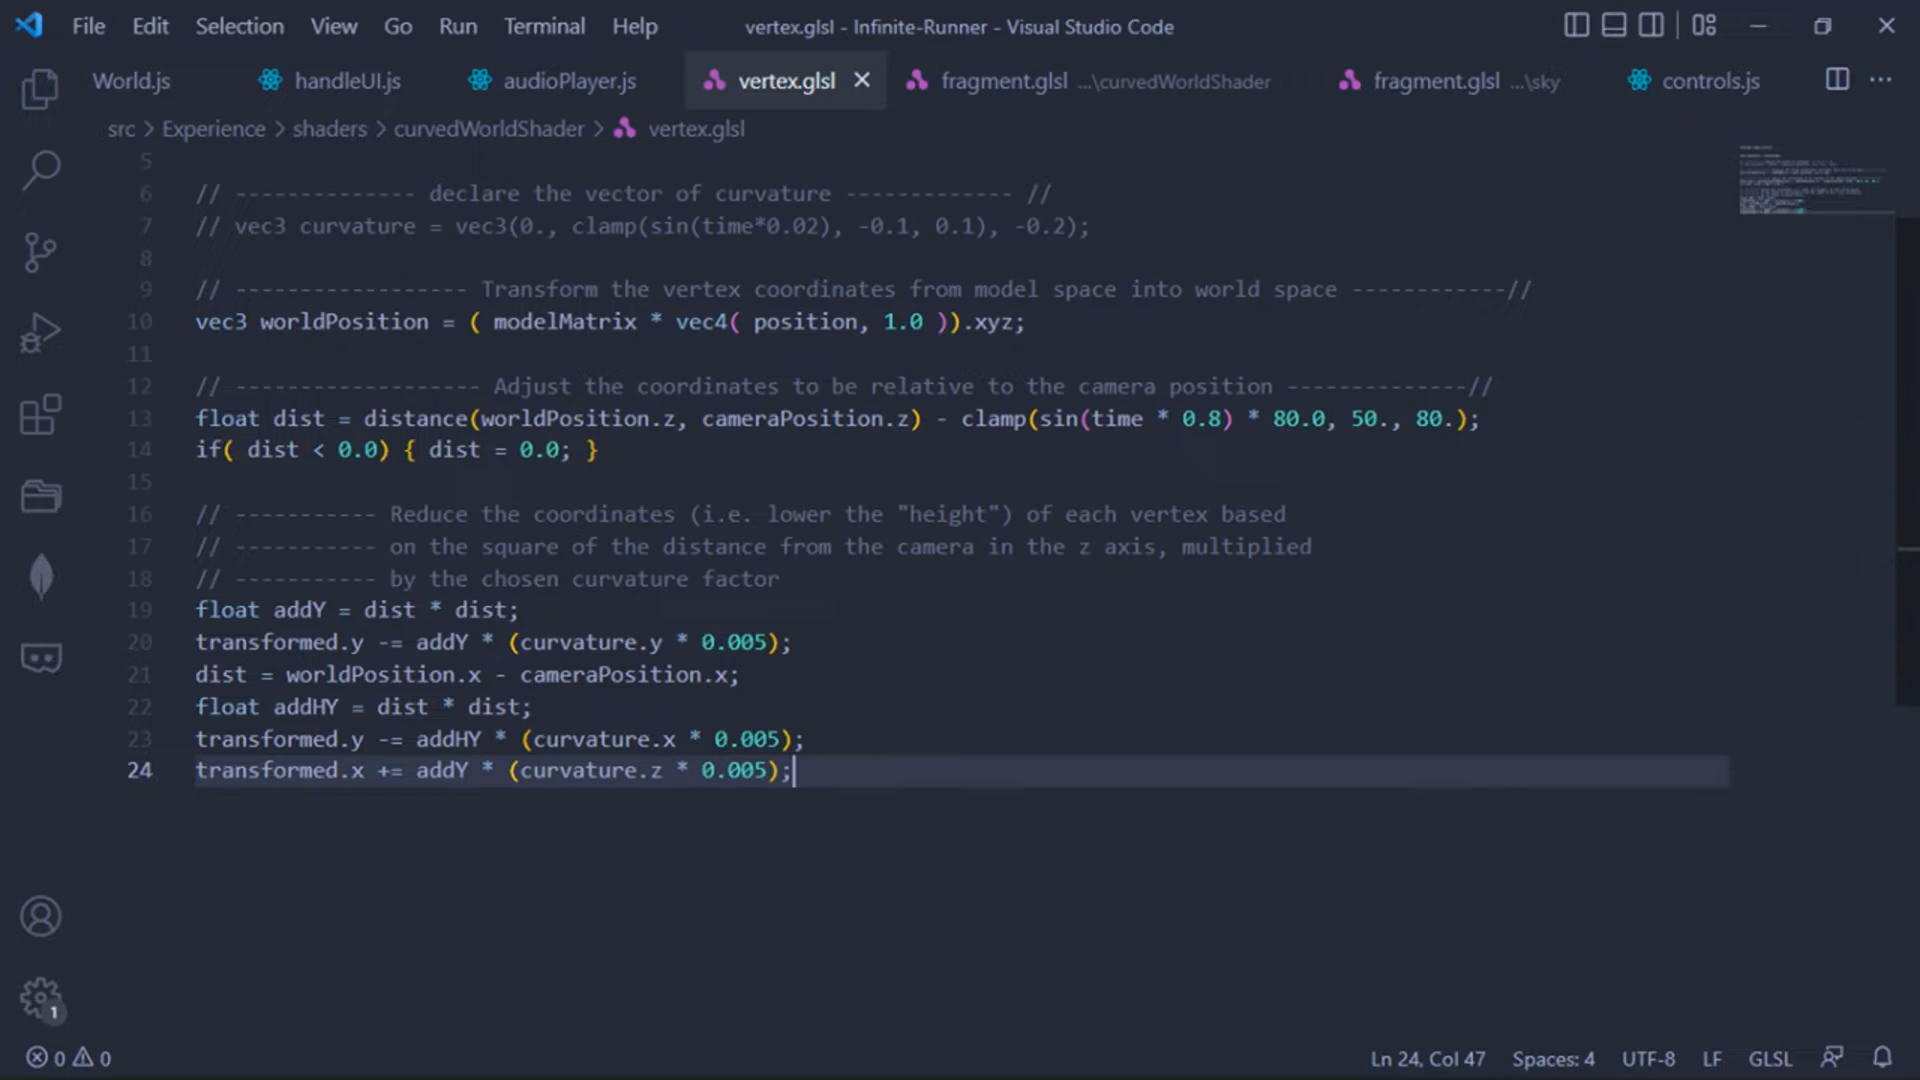 File Edit Selection View Go Run Terminal Help vertex.glsl - Infinite-Runner - Visual Studio Code
World.js handleUI.js audioPlayer.js vertex.glsl fragment.glsl ...\curvedWorldShader fragment.glsl ...\sky controls.js ...
src > Experience > shaders > curvedWorldShader > vertex.glsl
5
6 // -------------- declare the vector of curvature ------------- //
7 // vec3 curvature = vec3(0., clamp(sin(time*0.02), -0.1, 0.1), -0.2);
8
9 // ------------------ Transform the vertex coordinates from model space into world space ------------//
10 vec3 worldPosition = ( modelMatrix * vec4( position, 1.0 )).xyz;
11
12 // ------------------- Adjust the coordinates to be relative to the camera position --------------//
13 float dist = distance(worldPosition.z, cameraPosition.z) - clamp(sin(time * 0.8) * 80.0, 50., 80.);
14 if( dist < 0.0) { dist = 0.0; }
15
16 // ----------- Reduce the coordinates (i.e. lower the "height") of each vertex based
17 // ----------- on the square of the distance from the camera in the z axis, multiplied
18 // ----------- by the chosen curvature factor
19 float addY = dist * dist;
20 transformed.y -= addY * (curvature.y * 0.005);
21 dist = worldPosition.x - cameraPosition.x;
22 float addHY = dist * dist;
23 transformed.y -= addHY * (curvature.x * 0.005);
24 transformed.x += addY * (curvature.z * 0.005);
1
0 0 Ln 24, Col 47 Spaces: 4 UTF-8 LF GLSL